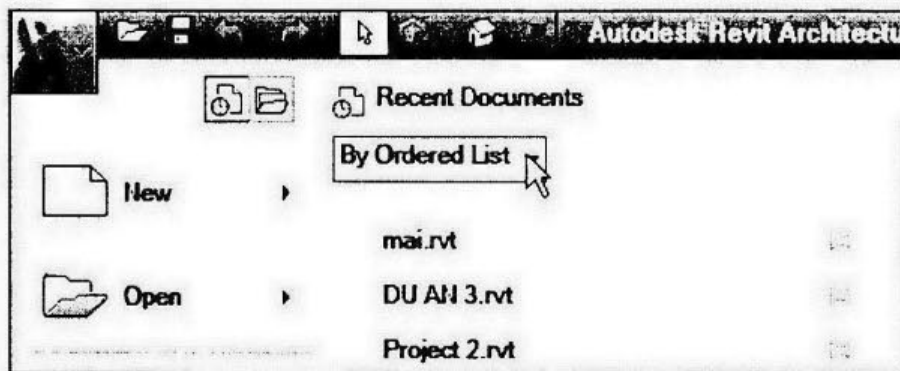 Autodesk Revit Architectu
Recent Documents
By Ordered List
New
mai.rvt
Open
DU AN 3.rvt
Project 2.rvt